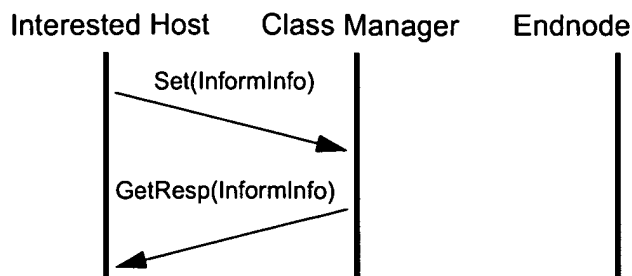 Interested Host Class Manager Endnode
Set(InformInfo)
GetResp(InformInfo)